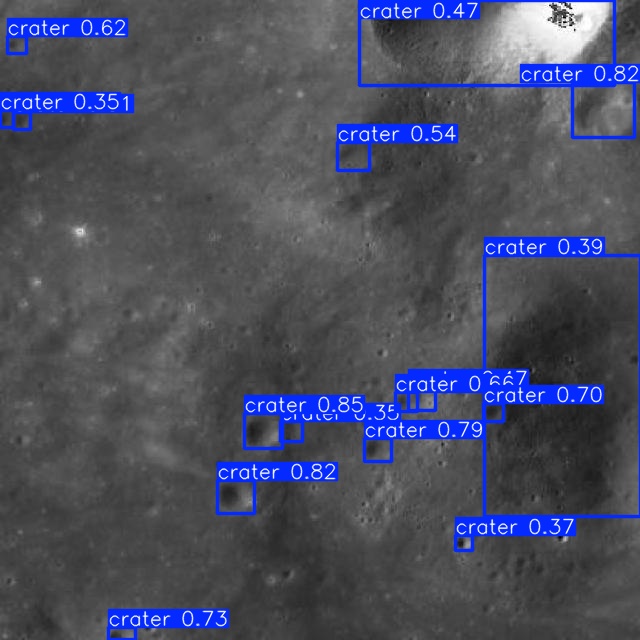 crater 0.47
crater 0.62
crater 0.82
crater 0.351
crater 0.54
crater 0.39
crater 0.70
crater 0.85
crater 0.79
crater 0.82
crater 0.37
crater 0.73